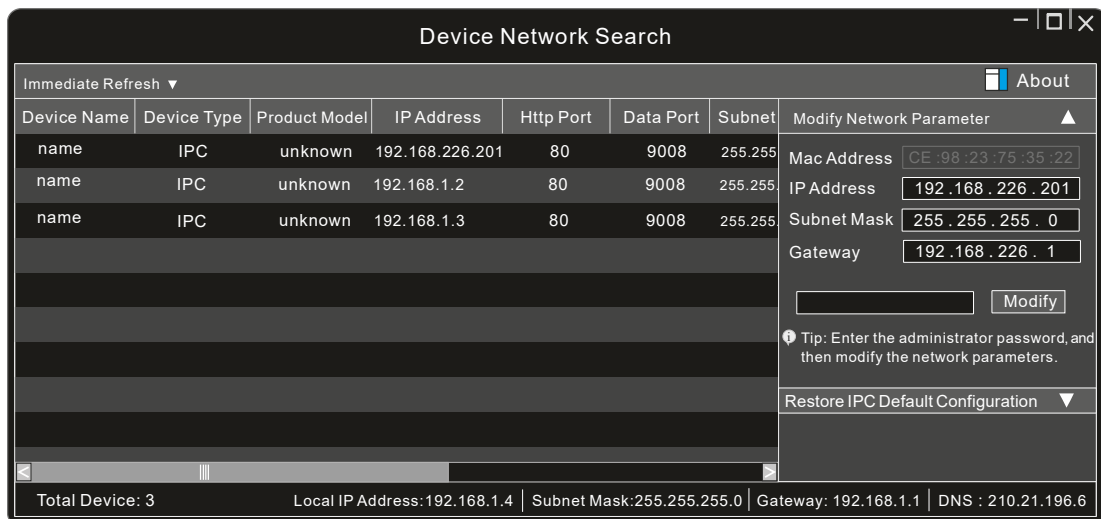 Device Network Search
Immediate Refresh ▼
About
Device Name Device Type Product Model IP Address Http Port Data Port Subnet
name IPC unknown 192.168.226.201 80 9008 255.255
name IPC unknown 192.168.1.2 80 9008 255.255.
name IPC unknown 192.168.1.3 80 9008 255.255.
Modify Network Parameter ▲
Mac Address CE :98 :23 :75 :35 :22
IP Address 192 .168 . 226 . 201
Subnet Mask 255 . 255 . 255 . 0
Gateway 192 .168 . 226 . 1
Modify
Tip: Enter the administrator password, and
then modify the network parameters.
Restore IPC Default Configuration ▼
Total Device: 3 Local IP Address:192.168.1.4 Subnet Mask:255.255.255.0 Gateway: 192.168.1.1 DNS : 210.21.196.6